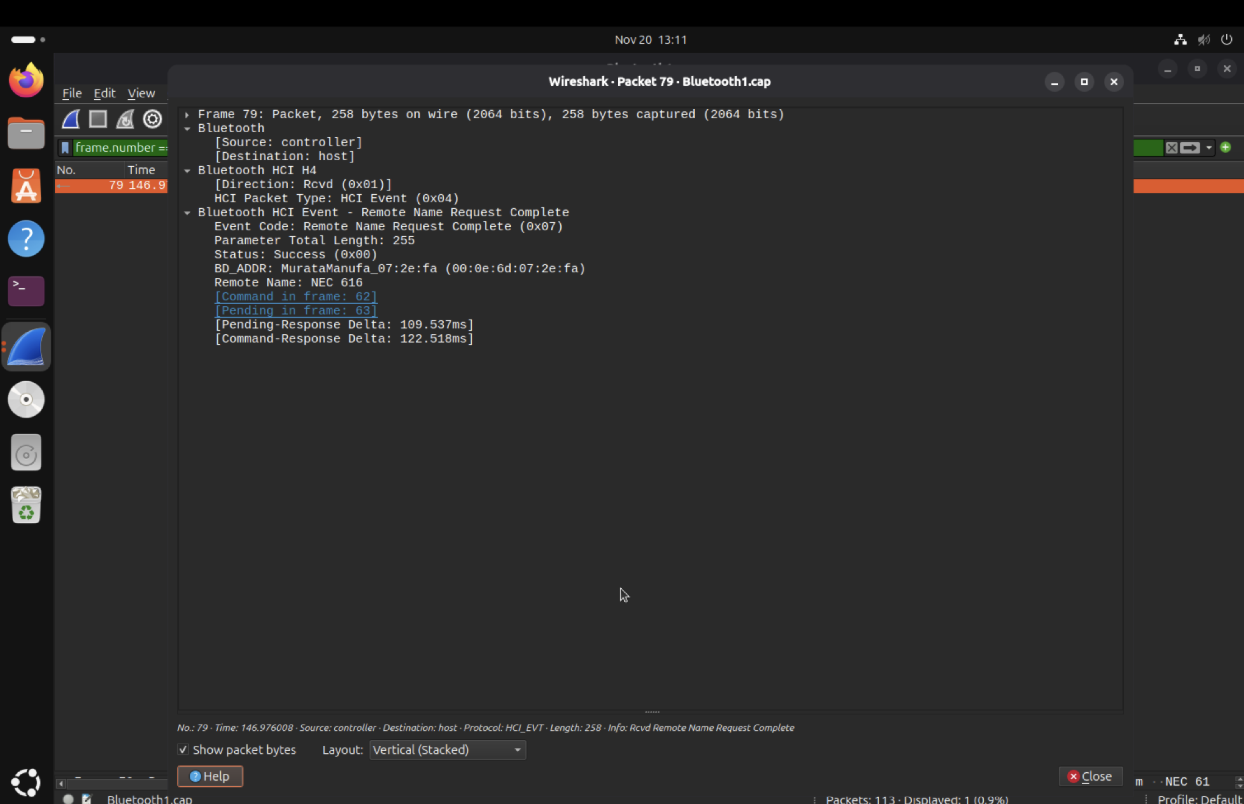 Nov 20 13:11
Wireshark · Packet 79 · Bluetooth1.cap
File Edit View
frame.number ==
No. Time
79 146.9
Frame 79: Packet, 258 bytes on wire (2064 bits), 258 bytes captured (2064 bits)
Bluetooth
[Source: controller]
[Destination: host]
Bluetooth HCI H4
[Direction: Rcvd (0x01)]
HCI Packet Type: HCI Event (0x04)
Bluetooth HCI Event - Remote Name Request Complete
Event Code: Remote Name Request Complete (0x07)
Parameter Total Length: 255
Status: Success (0x00)
BD_ADDR: MurataManufa_07:2e:fa (00:0e:6d:07:2e:fa)
Remote Name: NEC 616
[Command in frame: 62]
[Pending in frame: 63]
[Pending-Response Delta: 109.537ms]
[Command-Response Delta: 122.518ms]
No.: 79 · Time: 146.976008 · Source: controller · Destination: host · Protocol: HCI_EVT · Length: 258 · Info: Rcvd Remote Name Request Complete
Show packet bytes Layout: Vertical (Stacked)
Help Close
m ··NEC 61
Bluetooth1.cap Packets: 113 · Displayed: 1 (0.9%) Profile: Default